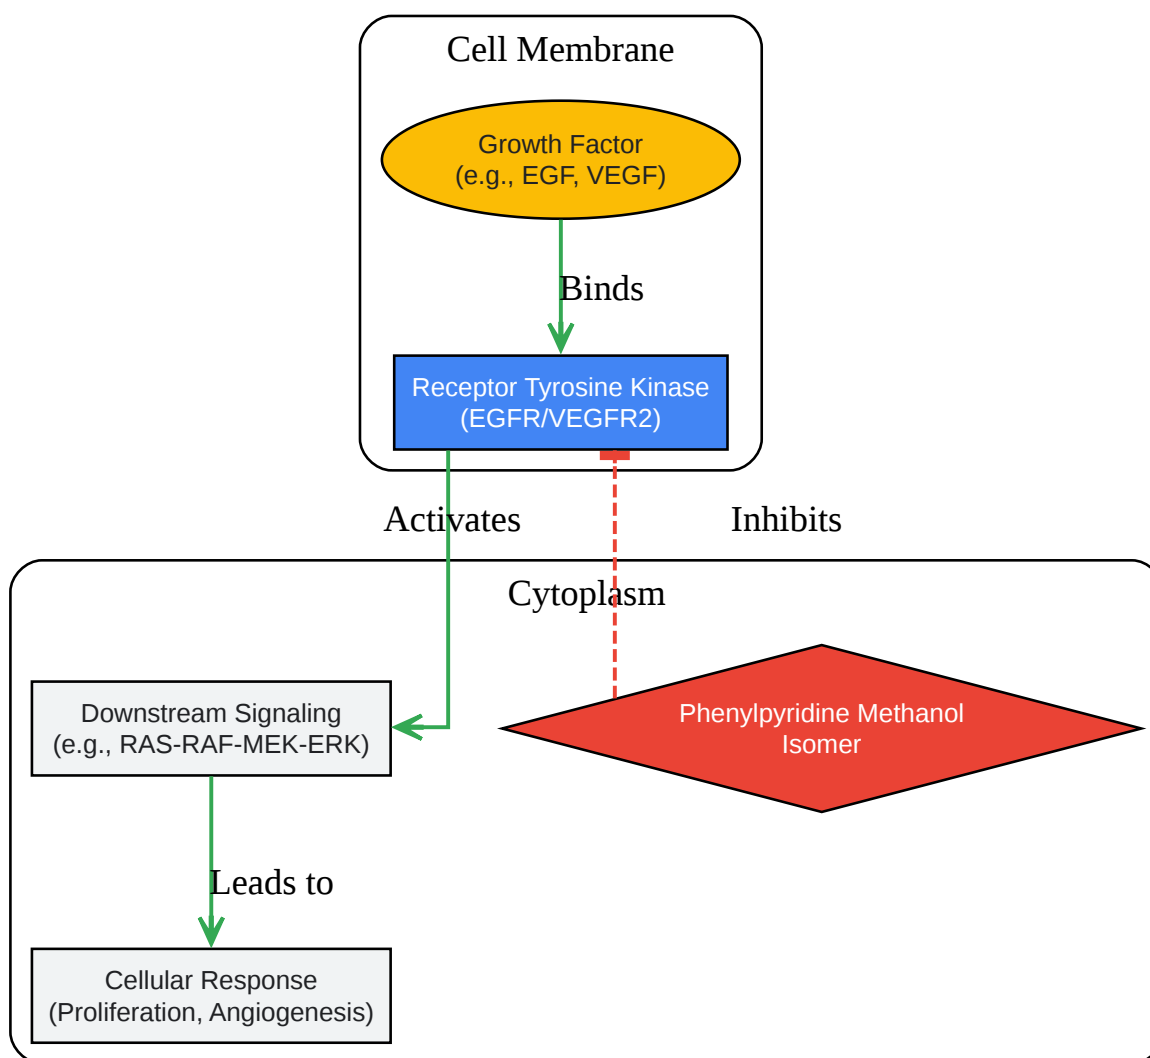 Cell Membrane
Growth Factor
(e.g., EGF, VEGF)
Binds
Receptor Tyrosine Kinase
(EGFR/VEGFR2)
Activates
Inhibits
Cytoplasm
Downstream Signaling
(e.g., RAS-RAF-MEK-ERK)
Phenylpyridine Methanol
Isomer
Leads to
Cellular Response
(Proliferation, Angiogenesis)